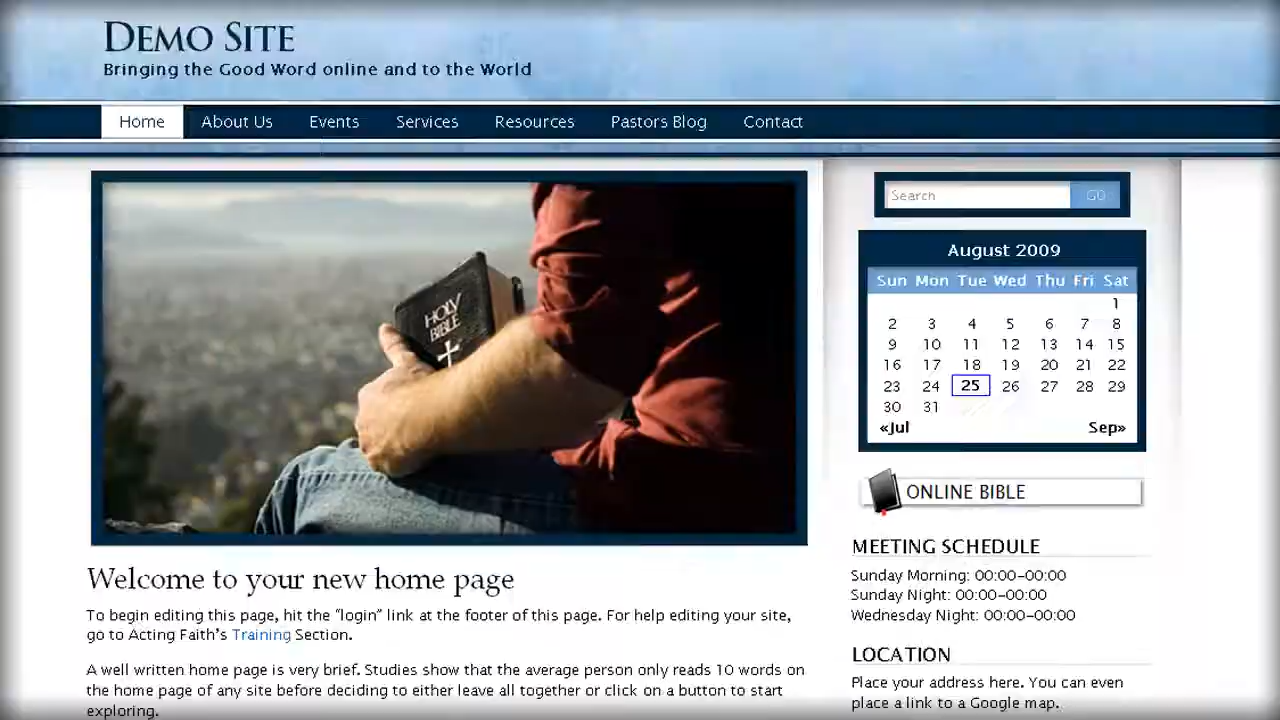 DEMO SITE
Bringing the Good Word online and to the World
Home About Us Events Services Resources Pastors Blog Contact
HOLY
BIBLE
Welcome to your new home page
To begin editing this page, hit the “login” link at the footer of this page. For help editing your site,
go to Acting Faith’s Training Section.
A well written home page is very brief. Studies show that the average person only reads 10 words on
the home page of any site before deciding to either leave all together or click on a button to start
exploring.
Search GO
August 2009
Sun Mon Tue Wed Thu Fri Sat
1
2 3 4 5 6 7 8
9 10 11 12 13 14 15
16 17 18 19 20 21 22
23 24 25 26 27 28 29
30 31
«Jul Sep»
ONLINE BIBLE
MEETING SCHEDULE
Sunday Morning: 00:00–00:00
Sunday Night: 00:00–00:00
Wednesday Night: 00:00–00:00
LOCATION
Place your address here. You can even
place a link to a Google map.